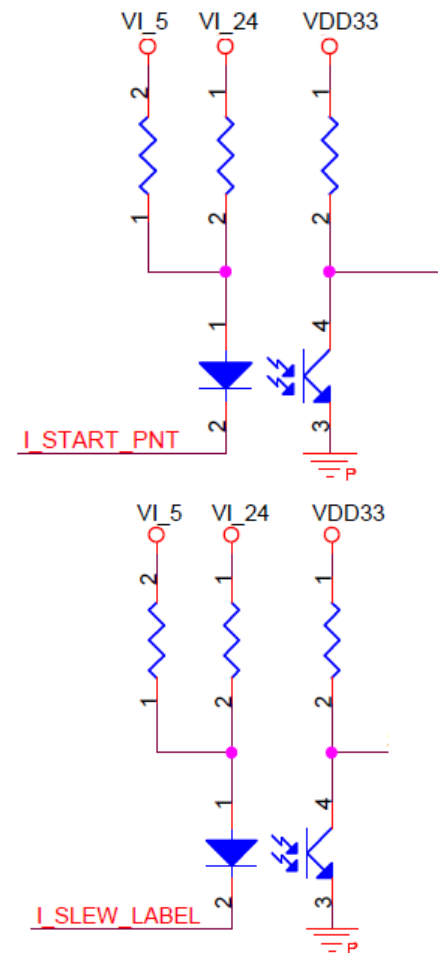 VI_5 VI_24 VDD33
2 1 1
1 2 2
1 4
2 3
I_START_PNT
P
VI_5 VI_24 VDD33
2 1 1
1 2 2
1 4
2 3
I_SLEW_LABEL
P